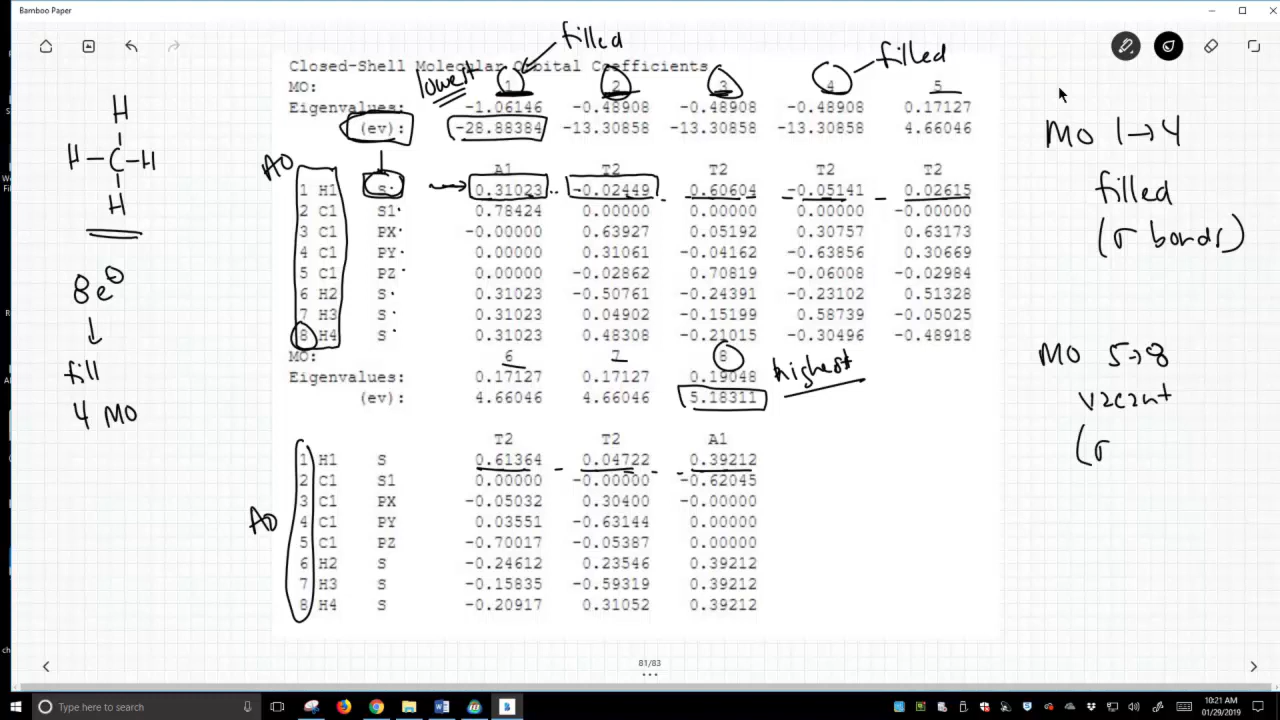 Bamboo Paper
filled
filled
lowest
Closed-Shell Molecular Orbital Coefficients
MO: 1 2 3 4 5
Eigenvalues: -1.06146 -0.48908 -0.48908 -0.48908 0.17127
(ev): -28.88384 -13.30858 -13.30858 -13.30858 4.66046
AO
A1 T2 T2 T2 T2
1 H1 S 0.31023 -0.02449 0.60604 -0.05141 0.02615
2 C1 S1 0.78424 0.00000 0.00000 0.00000 -0.00000
3 C1 PX -0.00000 0.63927 0.05192 0.30757 0.63173
4 C1 PY 0.00000 0.31061 -0.04162 -0.63856 0.30669
5 C1 PZ 0.00000 -0.02862 0.70819 -0.06008 -0.02984
6 H2 S 0.31023 -0.50761 -0.24391 -0.23102 0.51328
7 H3 S 0.31023 0.04902 -0.15199 0.58739 -0.05025
8 H4 S 0.31023 0.48308 -0.21015 -0.30496 -0.48918
MO: 6 7 8
highest
Eigenvalues: 0.17127 0.17127 0.19048
(ev): 4.66046 4.66046 5.18311
T2 T2 A1
1 H1 S 0.61364 0.04722 0.39212
2 C1 S1 0.00000 -0.00000 -0.62045
3 C1 PX -0.05032 0.30400 -0.00000
4 C1 PY 0.03551 -0.63144 0.00000
5 C1 PZ -0.70017 -0.05387 0.00000
6 H2 S -0.24612 0.23546 0.39212
7 H3 S -0.15835 -0.59319 0.39212
8 H4 S -0.20917 0.31052 0.39212
AO
H
H-C-H
H
8e⊖
↓
fill
4 MO
MO 1→4
filled
(σ bonds)
MO 5→8
vacant
(σ
81/83
Type here to search
10:21 AM
01/29/2019